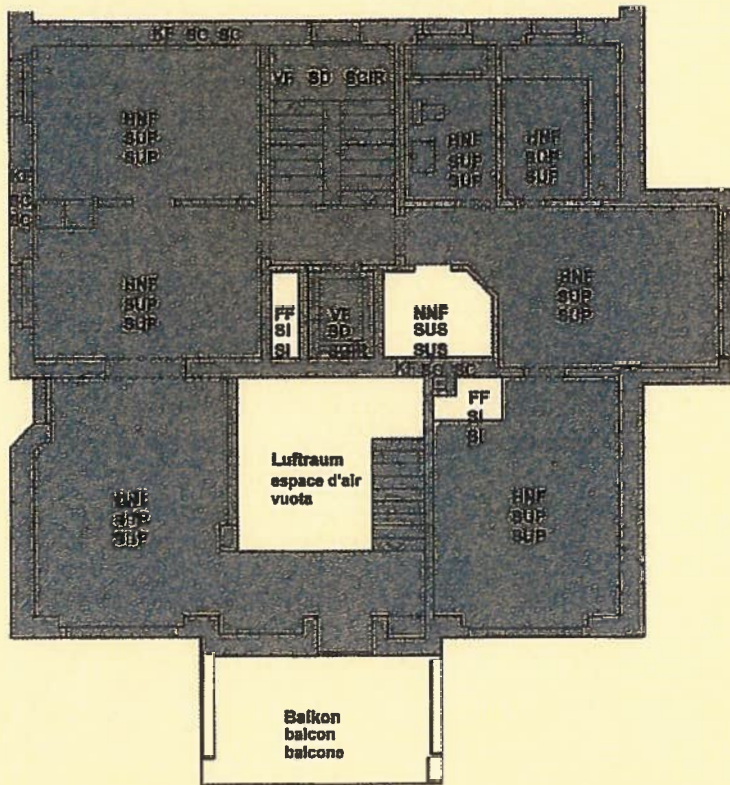 KF SC SC
VF SD SC/R
HNF
SUP
SUP
HNF
SUP
SUP
HNF
SUP
SUP
KF
SC
SC
HNF
SUP
SUP
HNF
SUP
SUP
FF
SI
SI
VF
SD
NNF
SUS
SUS
KF SC SC
FF
SI
SI
Luftraum
espace d'air
vuota
HNF
SUP
SUP
HNF
SUP
SUP
Balkon
balcon
balcone